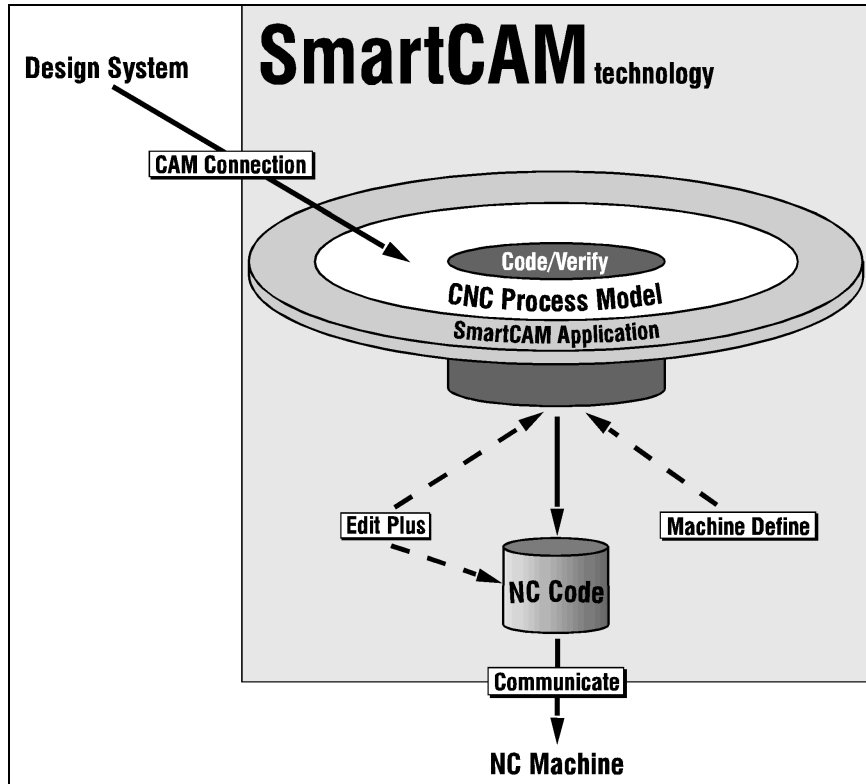 SmartCAM technology
Design System
CAM Connection
Code/Verify
CNC Process Model
SmartCAM Application
Edit Plus
Machine Define
NC Code
Communicate
NC Machine